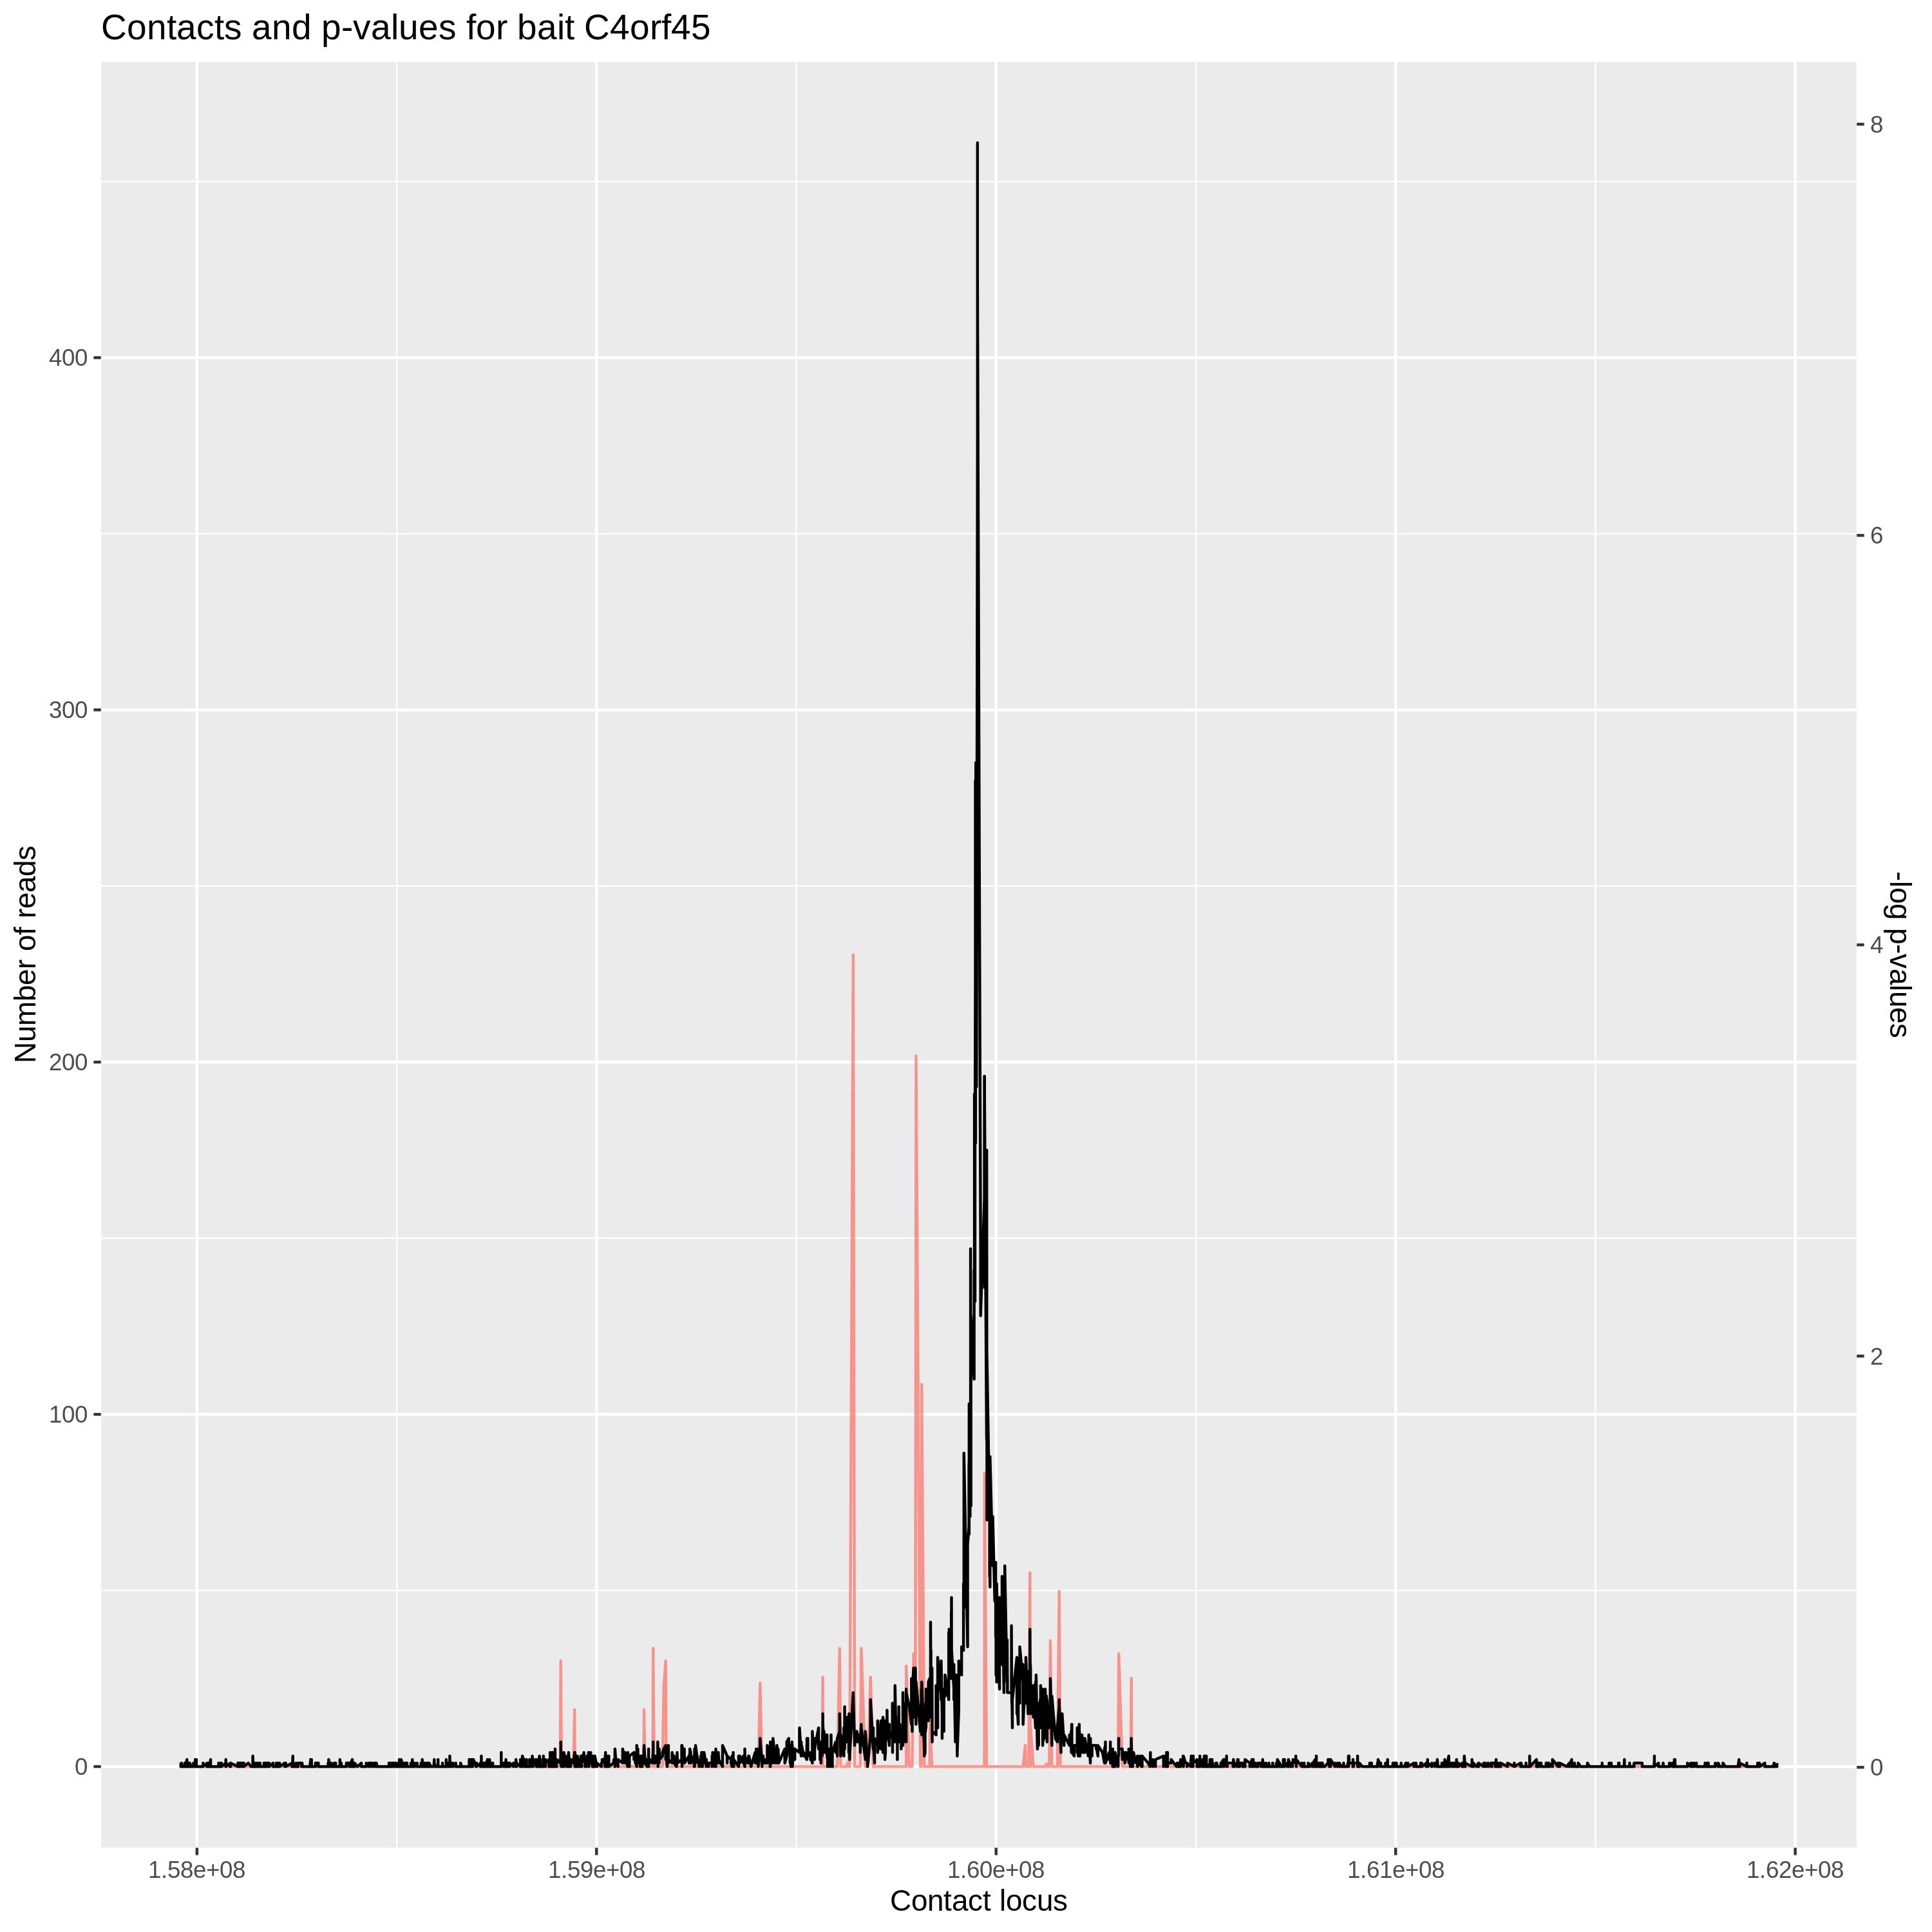 Contacts and p-values for bait C4orf45
8
400
6
300
Number of reads
-log p-values
4
200
2
100
0
0
1.58e+08
1.59e+08
1.60e+08
1.61e+08
1.62e+08
Contact locus